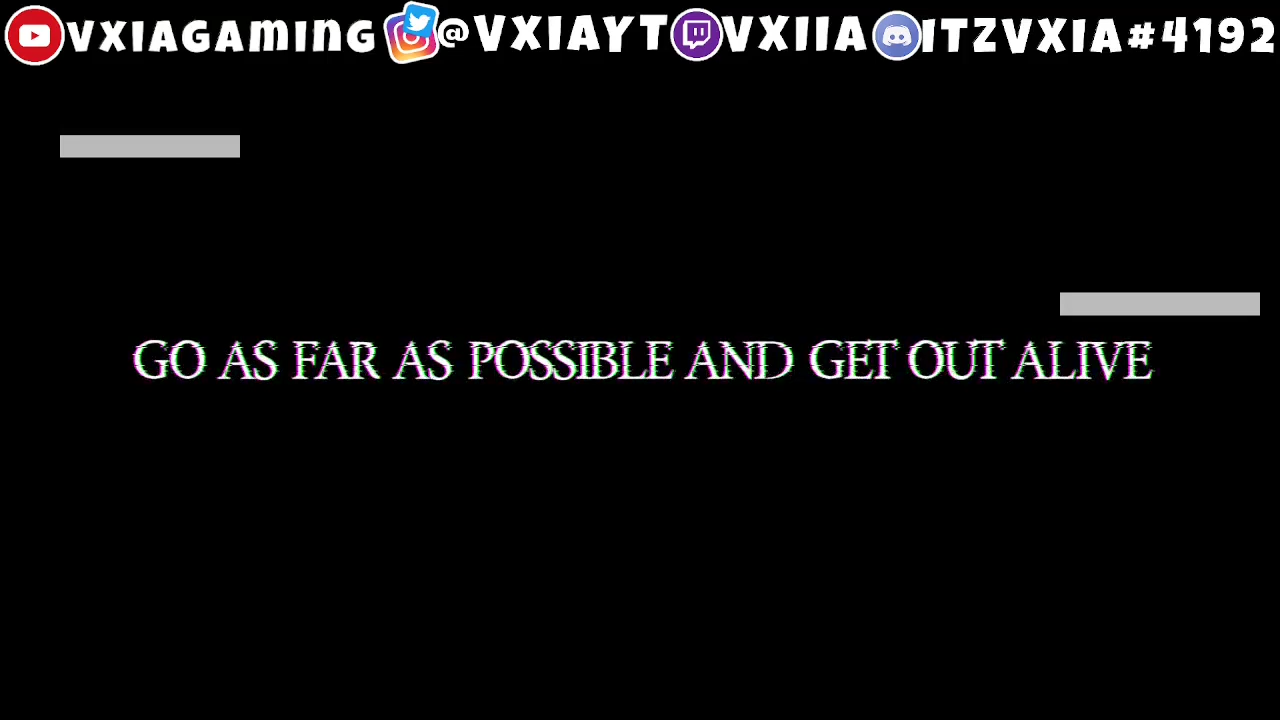 VXIAGAMING @VXIAYT VXIIA ITZVXIA#4192
GO AS FAR AS POSSIBLE AND GET OUT ALIVE